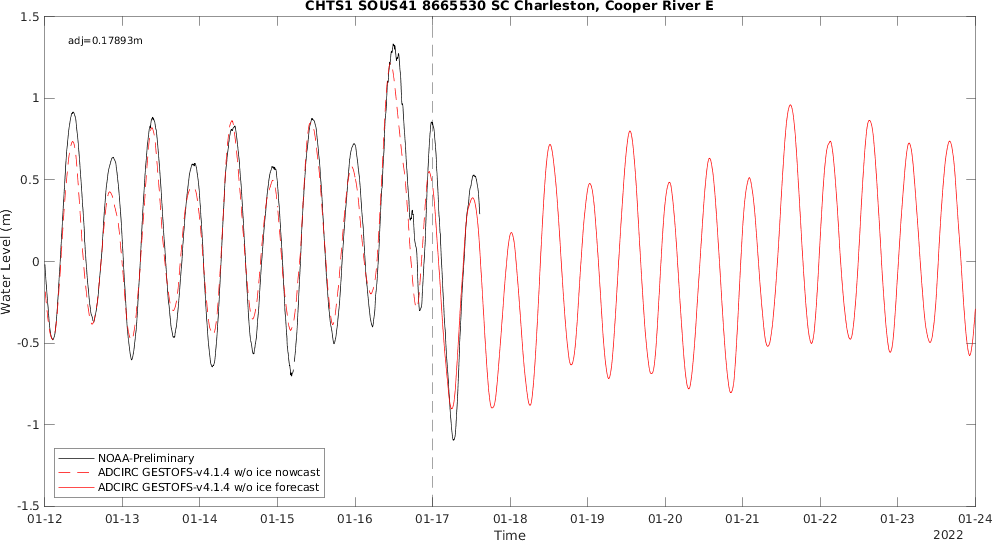 CHTS1 SOUS41 8665530 SC Charleston, Cooper River E
adj=0.17893m
1.5
1
0.5
0
-0.5
-1
-1.5
Water Level (m)
NOAA-Preliminary
ADCIRC GESTOFS-v4.1.4 w/o ice nowcast
ADCIRC GESTOFS-v4.1.4 w/o ice forecast
01-12 01-13 01-14 01-15 01-16 01-17 01-18 01-19 01-20 01-21 01-22 01-23 01-24
Time
2022